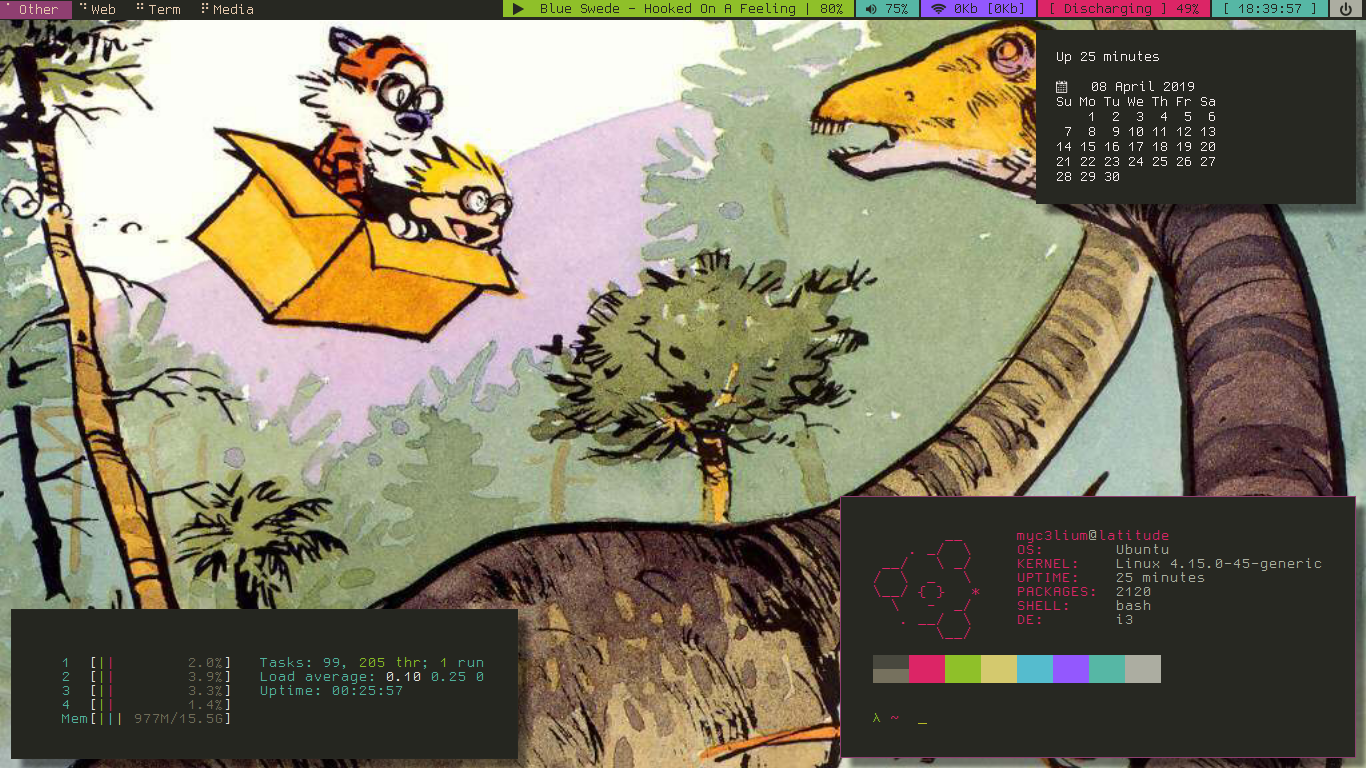 Other Web Term Media Blue Swede - Hooked On A Feeling | 80% 75% 0Kb [0Kb] [ Discharging ] 49% [ 18:39:57 ]
Up 25 minutes
08 April 2019
Su Mo Tu We Th Fr Sa
1 2 3 4 5 6
7 8 9 10 11 12 13
14 15 16 17 18 19 20
21 22 23 24 25 26 27
28 29 30
myc3lium@latitude
OS: Ubuntu
KERNEL: Linux 4.15.0-45-generic
UPTIME: 25 minutes
PACKAGES: 2120
SHELL: bash
DE: i3
λ ~ _
1 [|| 2.0%] Tasks: 99, 205 thr; 1 run
2 [|| 3.9%] Load average: 0.10 0.25 0
3 [|| 3.3%] Uptime: 00:25:57
4 [|| 1.4%]
Mem[||| 977M/15.5G]